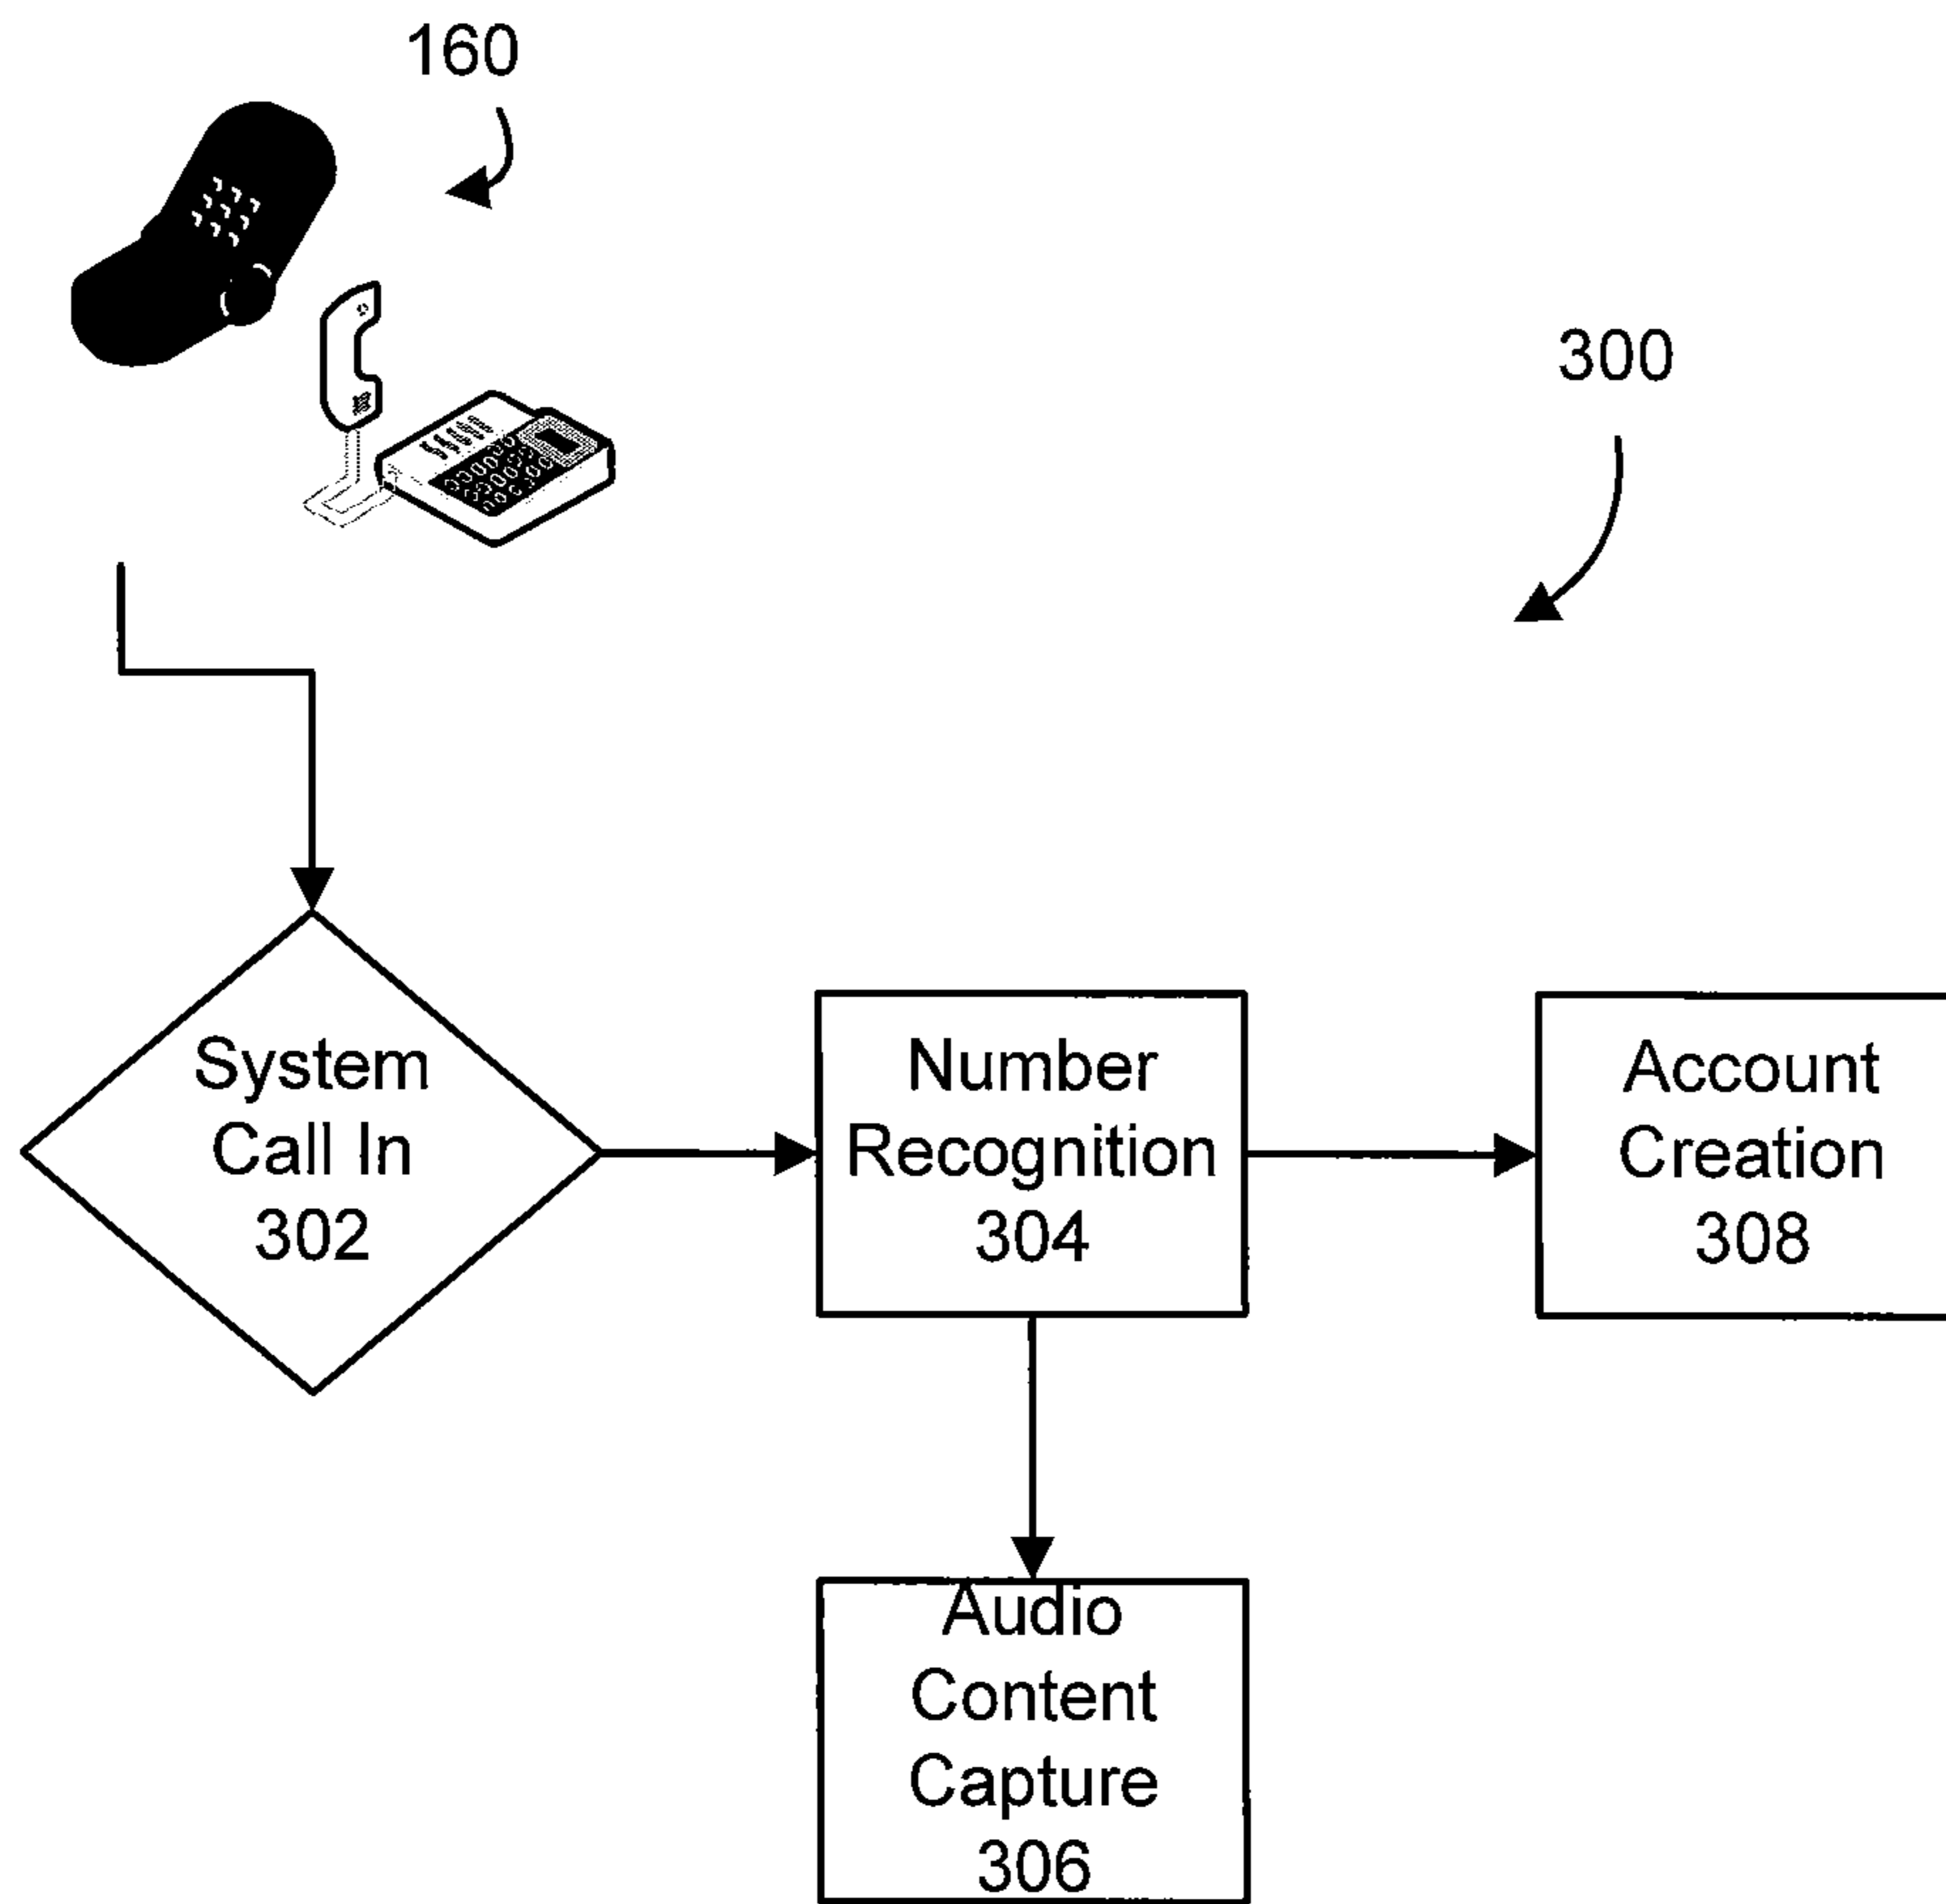 160
300
System
Call In
302
Number
Recognition
304
Account
Creation
308
Audio
Content
Capture
306